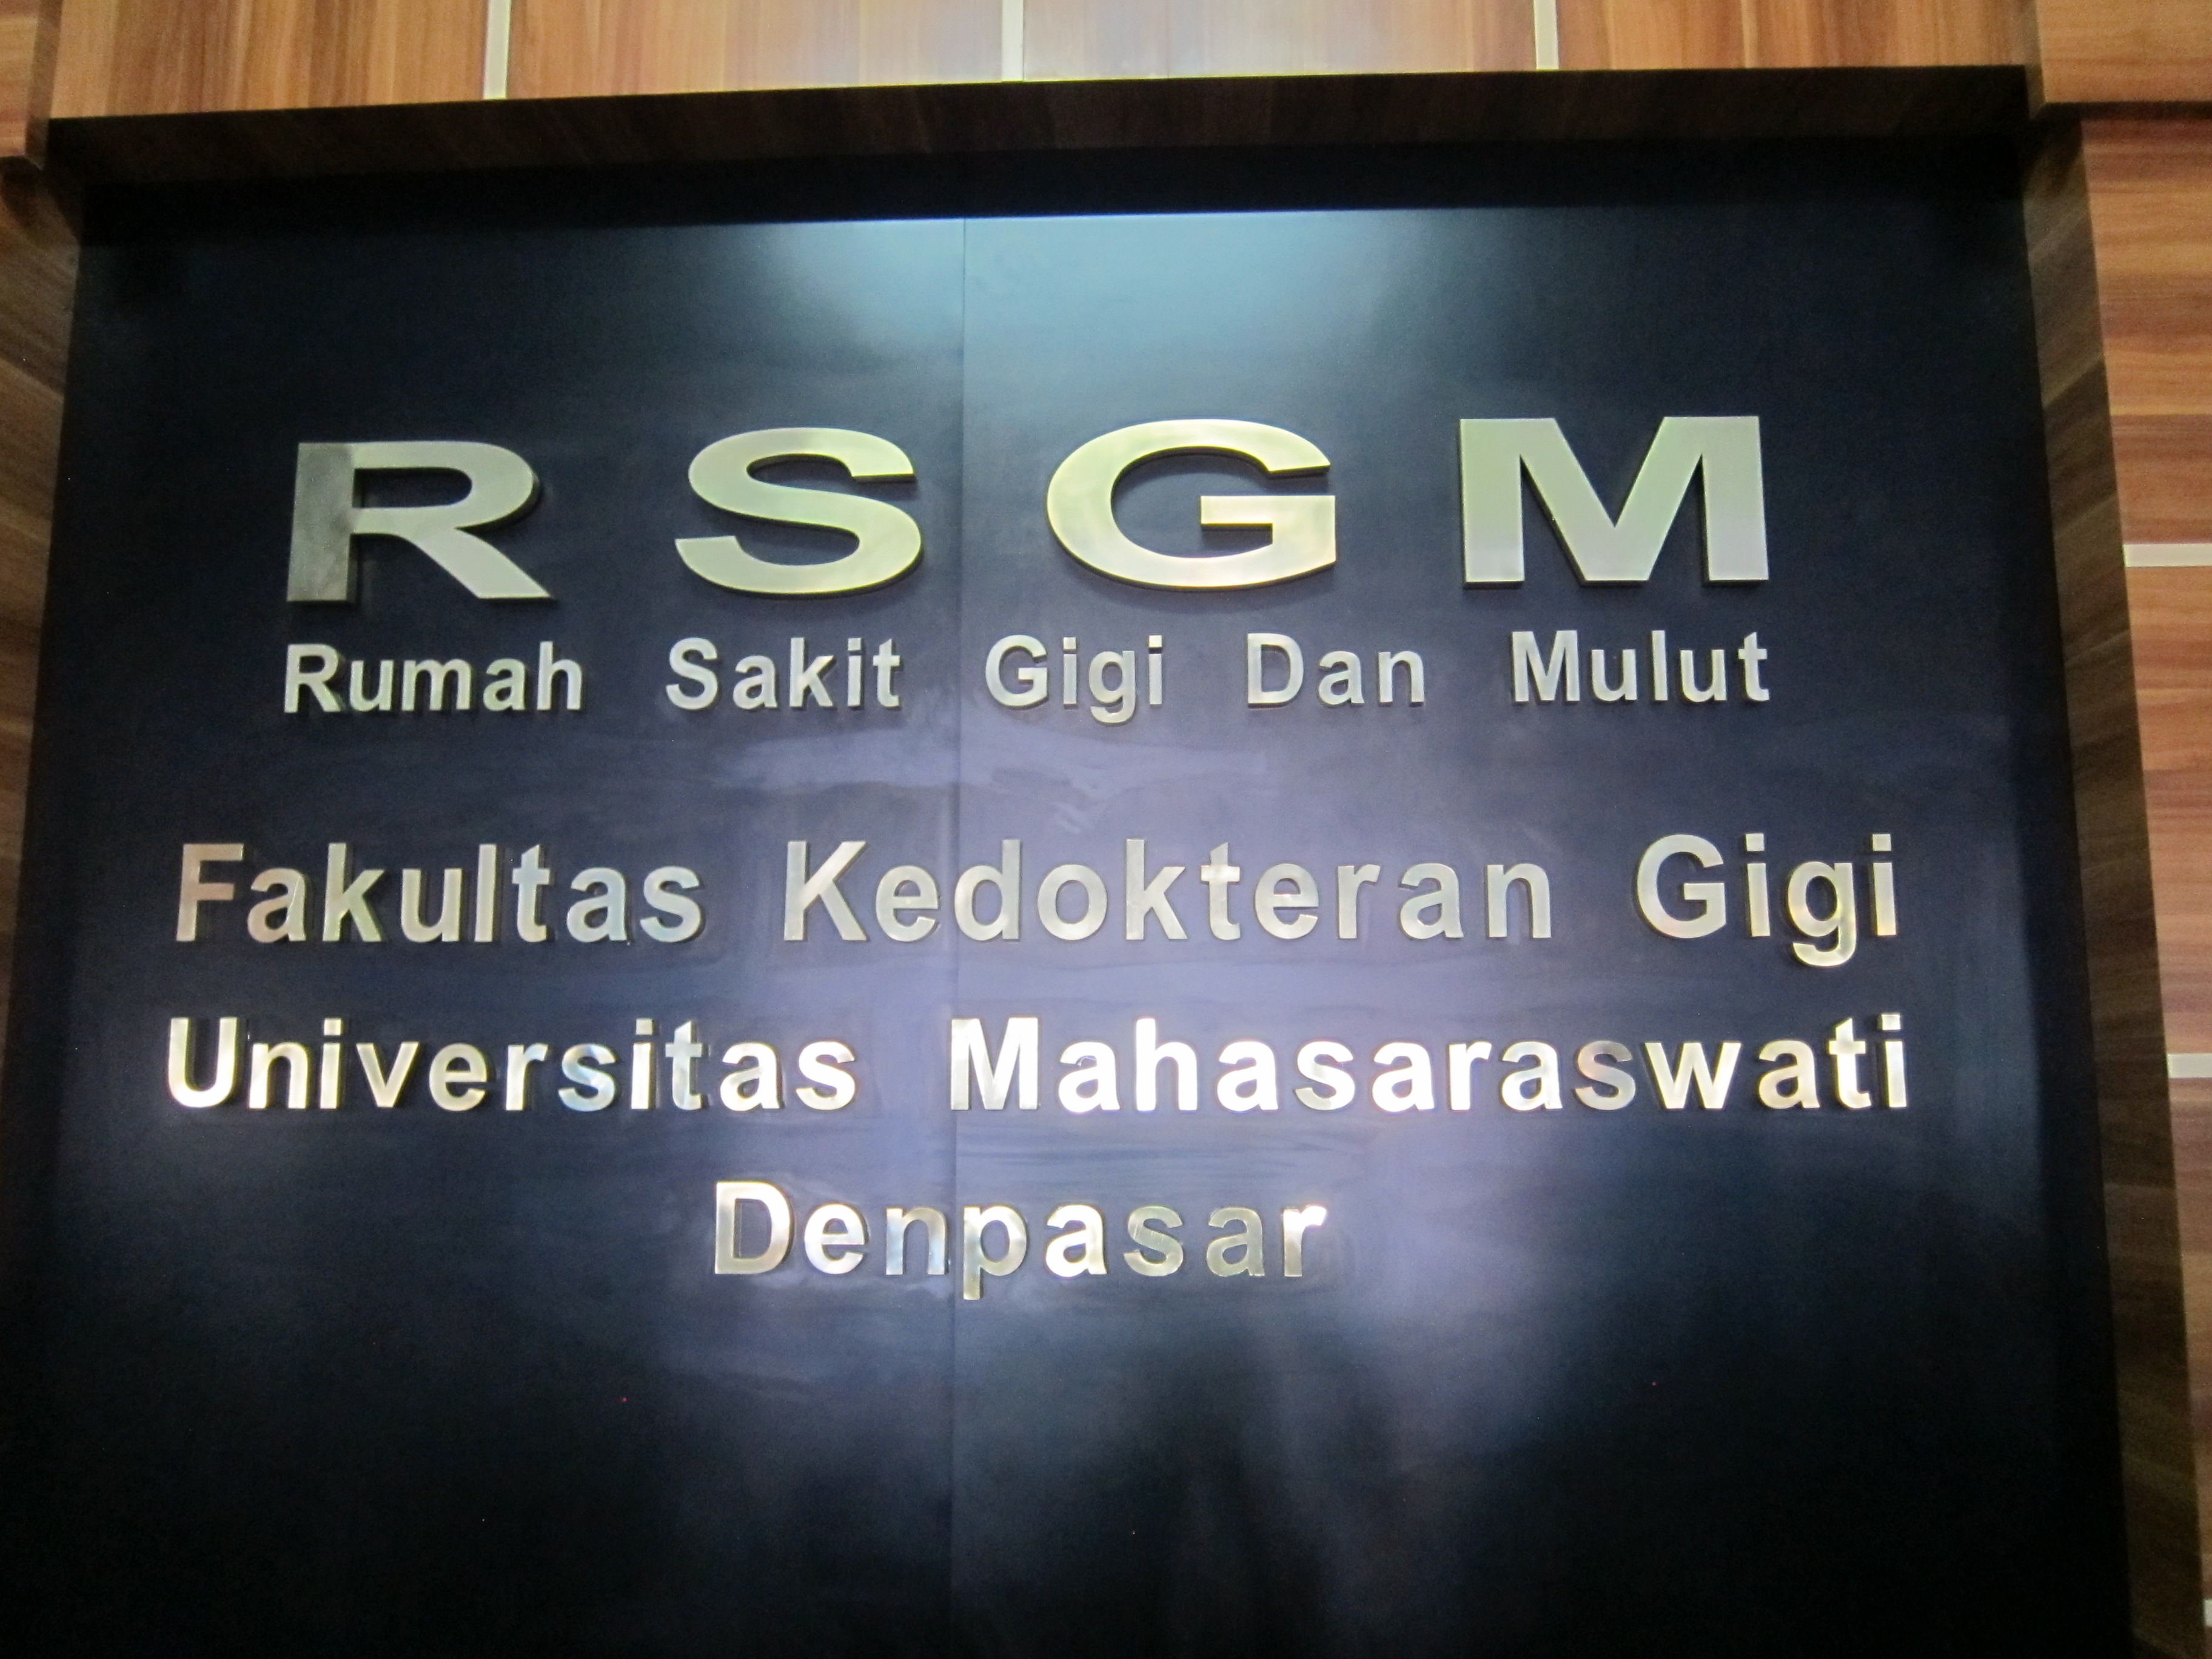 RSGM
Rumah Sakit Gigi Dan Mulut
Fakultas Kedokteran Gigi
Universitas Mahasaraswati
Denpasar